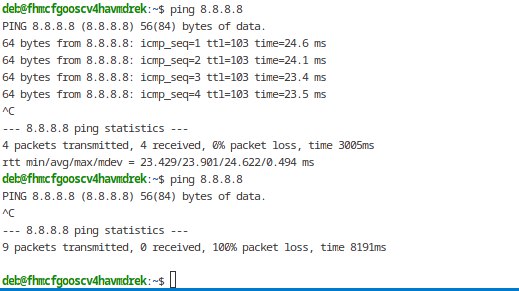 deb@fhmcfgooscv4havmdrek:~$ ping 8.8.8.8
PING 8.8.8.8 (8.8.8.8) 56(84) bytes of data.
64 bytes from 8.8.8.8: icmp_seq=1 ttl=103 time=24.6 ms
64 bytes from 8.8.8.8: icmp_seq=2 ttl=103 time=24.1 ms
64 bytes from 8.8.8.8: icmp_seq=3 ttl=103 time=23.4 ms
64 bytes from 8.8.8.8: icmp_seq=4 ttl=103 time=23.5 ms
^C
--- 8.8.8.8 ping statistics ---
4 packets transmitted, 4 received, 0% packet loss, time 3005ms
rtt min/avg/max/mdev = 23.429/23.901/24.622/0.494 ms
deb@fhmcfgooscv4havmdrek:~$ ping 8.8.8.8
PING 8.8.8.8 (8.8.8.8) 56(84) bytes of data.
^C
--- 8.8.8.8 ping statistics ---
9 packets transmitted, 0 received, 100% packet loss, time 8191ms
deb@fhmcfgooscv4havmdrek:~$